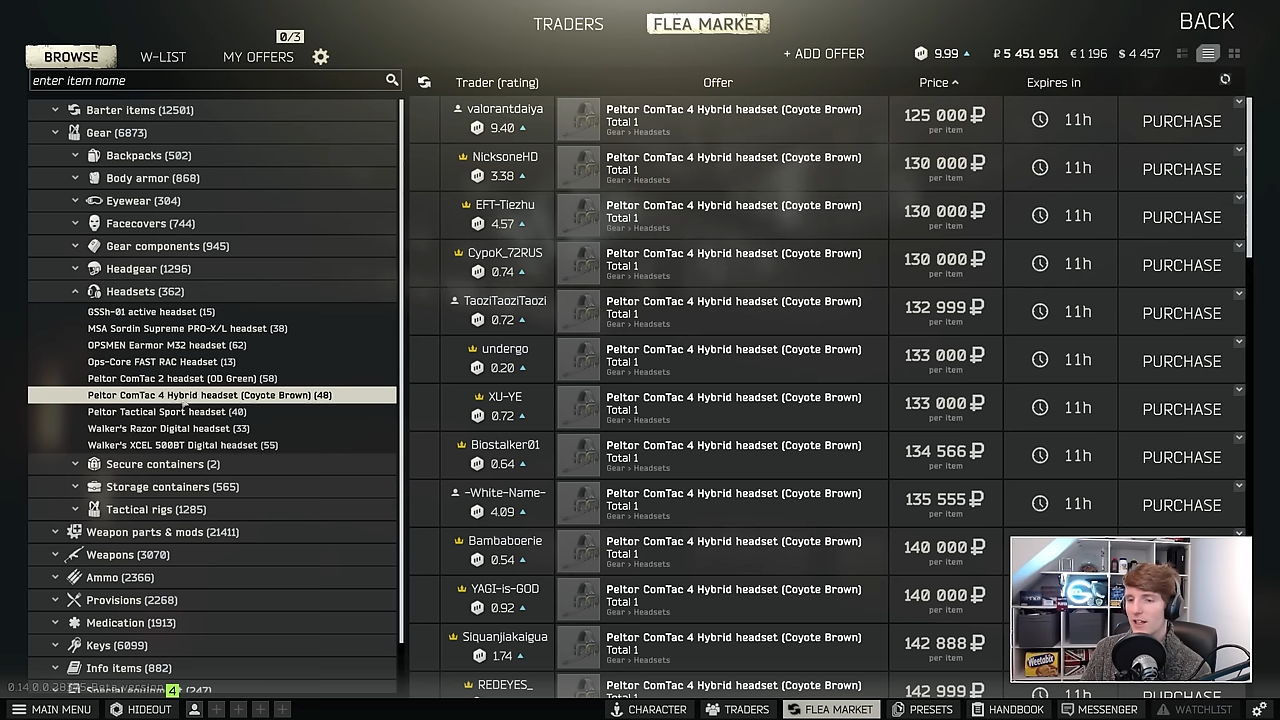 TRADERS
FLEA MARKET
BACK
0/3
BROWSE
W-LIST
MY OFFERS
+ ADD OFFER
9.99
₽ 5 451 951
€ 1 196
$ 4 457
enter item name
Trader (rating)
Offer
Price
Expires in
Barter items (12501)
Gear (6873)
Backpacks (502)
Body armor (868)
Eyewear (304)
Facecovers (744)
Gear components (945)
Headgear (1296)
Headsets (362)
GSSh-01 active headset (15)
MSA Sordin Supreme PRO-X/L headset (38)
OPSMEN Earmor M32 headset (62)
Ops-Core FAST RAC Headset (13)
Peltor ComTac 2 headset (OD Green) (58)
Peltor ComTac 4 Hybrid headset (Coyote Brown) (48)
Peltor Tactical Sport headset (40)
Walker's Razor Digital headset (33)
Walker's XCEL 500BT Digital headset (55)
Secure containers (2)
Storage containers (565)
Tactical rigs (1285)
Weapon parts & mods (21411)
Weapons (3070)
Ammo (2366)
Provisions (2268)
Medication (1913)
Keys (6099)
Info items (882)
(247)
4
valorantdaiya
9.40
Peltor ComTac 4 Hybrid headset (Coyote Brown)
Total 1
125 000 ₽
per item
11h
PURCHASE
NicksoneHD
3.38
Peltor ComTac 4 Hybrid headset (Coyote Brown)
Total 1
Gear > Headsets
130 000 ₽
per item
11h
PURCHASE
EFT-Tiezhu
4.57
Peltor ComTac 4 Hybrid headset (Coyote Brown)
Total 1
Gear > Headsets
130 000 ₽
per item
11h
PURCHASE
CypoK_72RUS
0.74
Peltor ComTac 4 Hybrid headset (Coyote Brown)
Total 1
Gear > Headsets
130 000 ₽
per item
11h
PURCHASE
TaoziTaoziTaozi
0.72
Peltor ComTac 4 Hybrid headset (Coyote Brown)
Total 1
Gear > Headsets
132 999 ₽
per item
11h
PURCHASE
undergo
0.20
Peltor ComTac 4 Hybrid headset (Coyote Brown)
Total 1
Gear > Headsets
133 000 ₽
per item
11h
PURCHASE
XU-YE
0.72
Peltor ComTac 4 Hybrid headset (Coyote Brown)
Total 1
Gear > Headsets
133 000 ₽
per item
11h
PURCHASE
Biostalker01
0.64
Peltor ComTac 4 Hybrid headset (Coyote Brown)
Total 1
Gear > Headsets
134 566 ₽
per item
11h
PURCHASE
-White-Name-
4.09
Peltor ComTac 4 Hybrid headset (Coyote Brown)
Total 1
Gear > Headsets
135 555 ₽
per item
11h
PURCHASE
Bambaboerie
0.54
Peltor ComTac 4 Hybrid headset (Coyote Brown)
Total 1
Gear > Headsets
140 000 ₽
per item
YAGI-is-GOD
0.92
Peltor ComTac 4 Hybrid headset (Coyote Brown)
Total 1
Gear > Headsets
140 000 ₽
per item
Siquanjiakaigua
1.74
Peltor ComTac 4 Hybrid headset (Coyote Brown)
Total 1
Gear > Headsets
142 888 ₽
per item
REDEYES_
Peltor ComTac 4 Hybrid headset (Coyote Brown)
142 999 ₽
11h
PURCHASE
Weetabix
MAIN MENU
HIDEOUT
CHARACTER
TRADERS
FLEA MARKET
PRESETS
HANDBOOK
MESSENGER
WATCHLIST